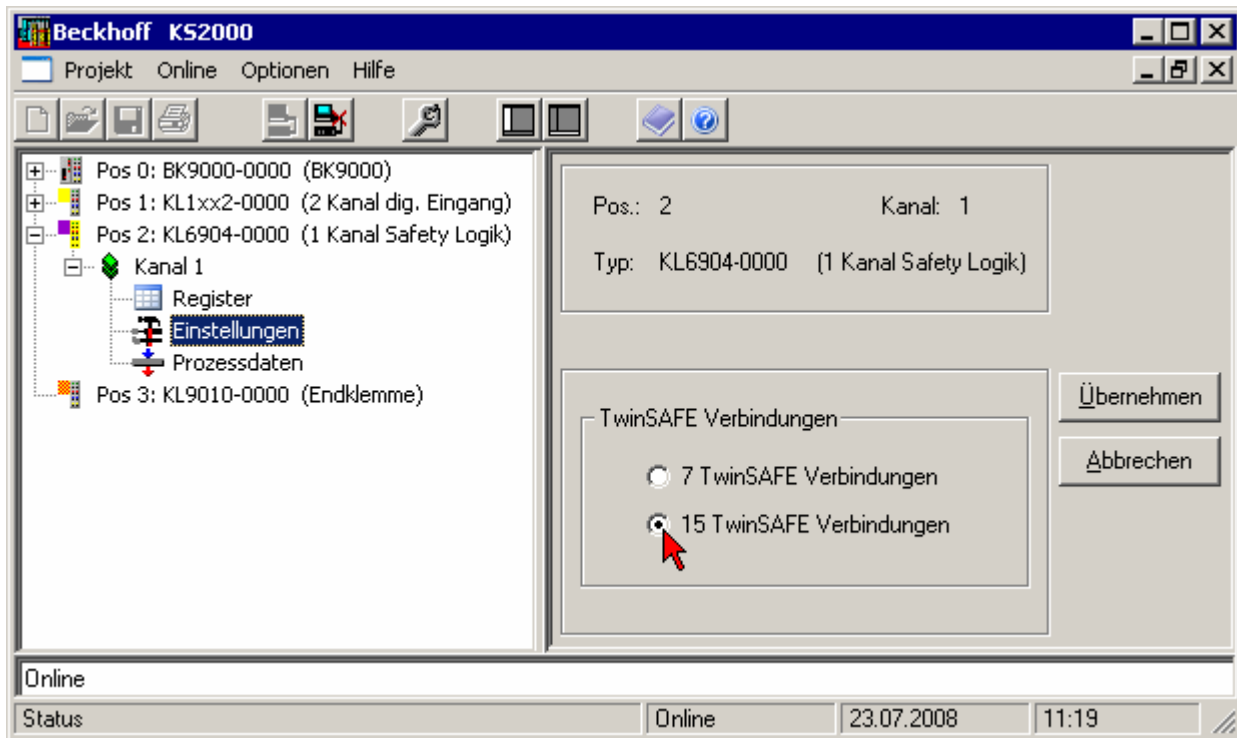 Beckhoff KS2000
Projekt Online Optionen Hilfe
Pos 0: BK9000-0000 (BK9000)
Pos 1: KL1xx2-0000 (2 Kanal dig. Eingang)
Pos 2: KL6904-0000 (1 Kanal Safety Logik)
Kanal 1
Register
Einstellungen
Prozessdaten
Pos 3: KL9010-0000 (Endklemme)
Pos.: 2 Kanal: 1
Typ: KL6904-0000 (1 Kanal Safety Logik)
TwinSAFE Verbindungen
7 TwinSAFE Verbindungen
15 TwinSAFE Verbindungen
Übernehmen
Abbrechen
Online
Status Online 23.07.2008 11:19